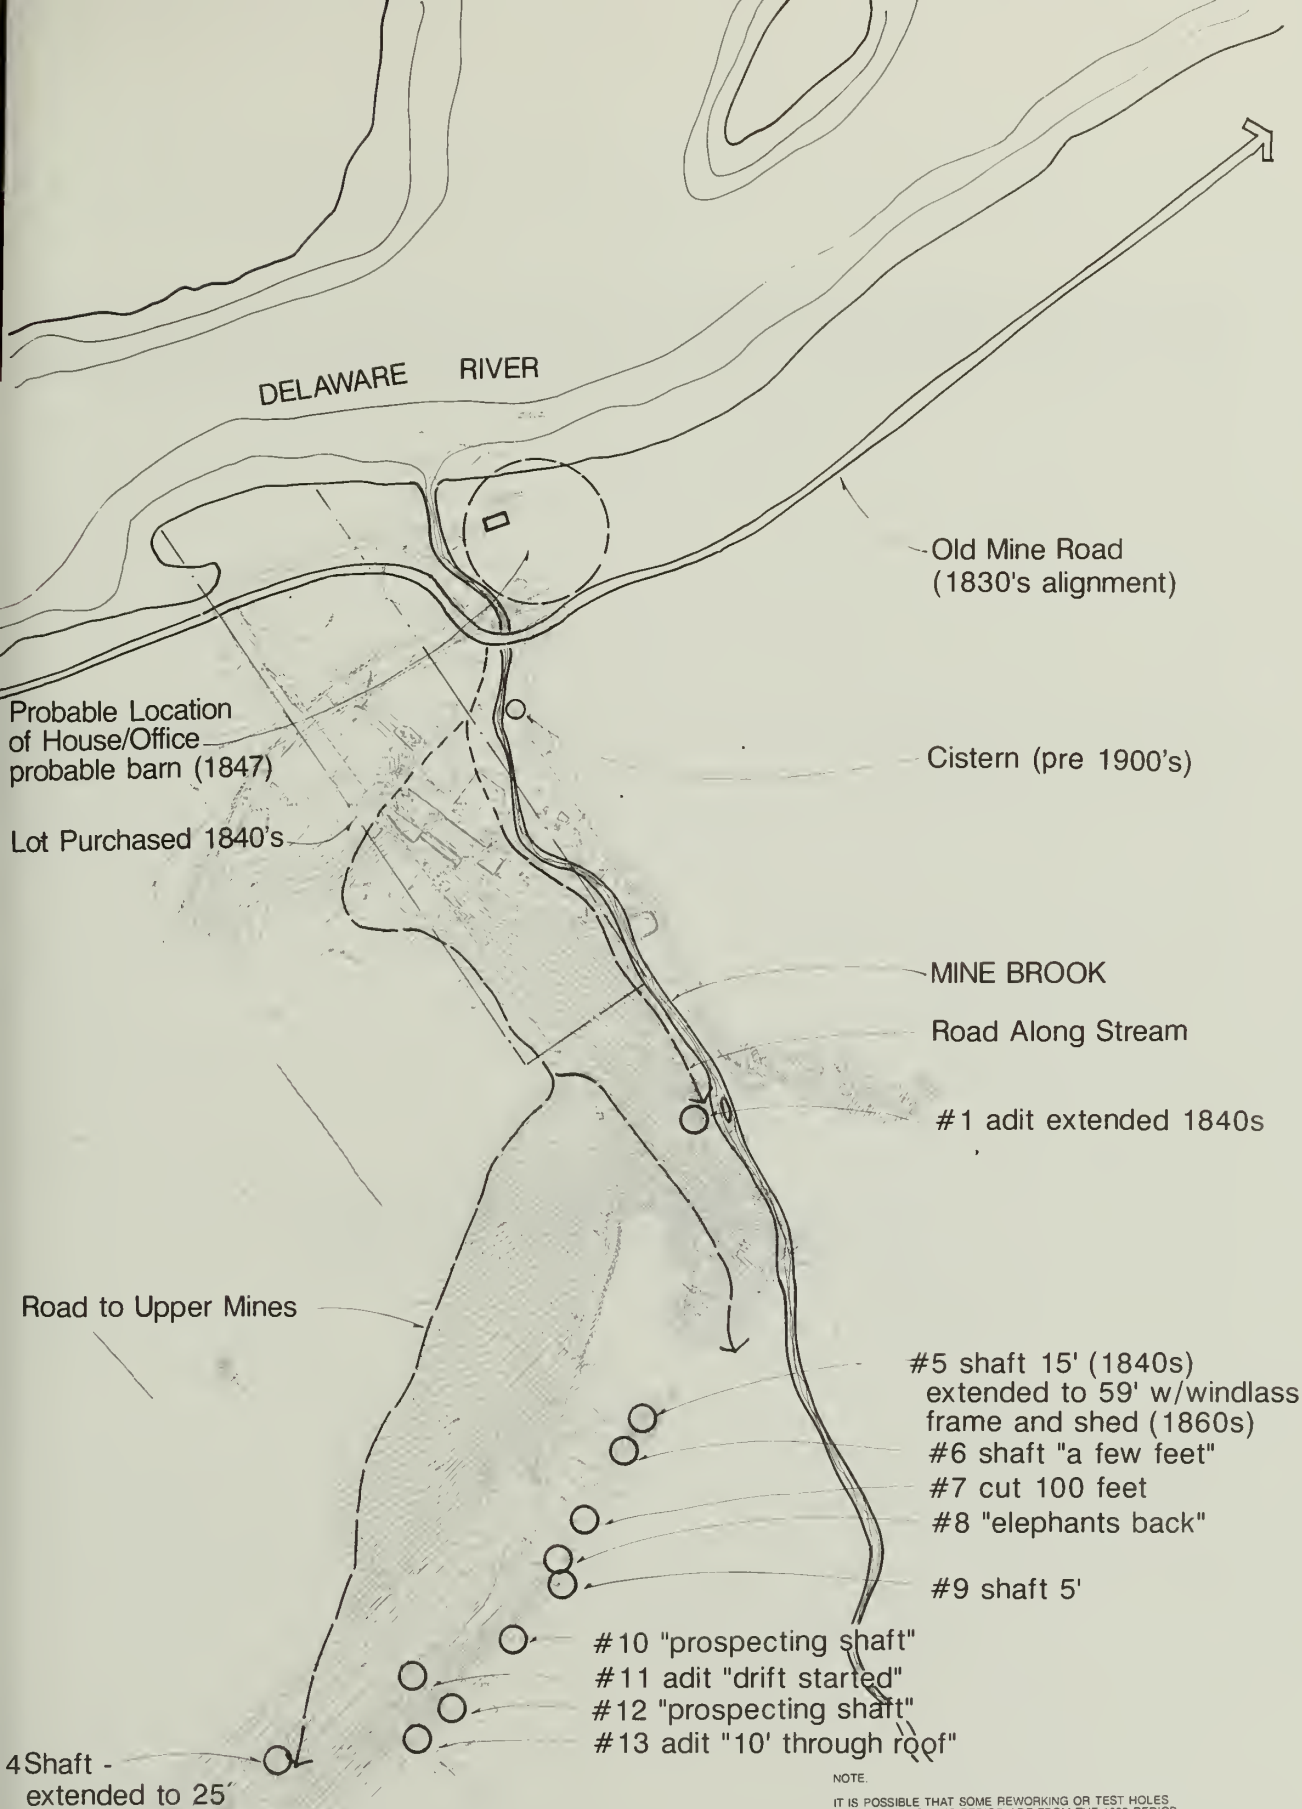 DELAWARE RIVER
Old Mine Road
(1830's alignment)
Probable Location
of House/Office
probable barn (1847)
Cistern (pre 1900's)
Lot Purchased 1840's
MINE BROOK
Road Along Stream
#1 adit extended 1840s
Road to Upper Mines
#5 shaft 15' (1840s)
extended to 59' w/windlass
frame and shed (1860s)
#6 shaft "a few feet"
#7 cut 100 feet
#8 "elephants back"
#9 shaft 5'
#10 "prospecting shaft"
#11 adit "drift started"
#12 "prospecting shaft"
#13 adit "10' through roof"
4 Shaft -
extended to 25'
NOTE.
IT IS POSSIBLE THAT SOME REWORKING OR TEST HOLES